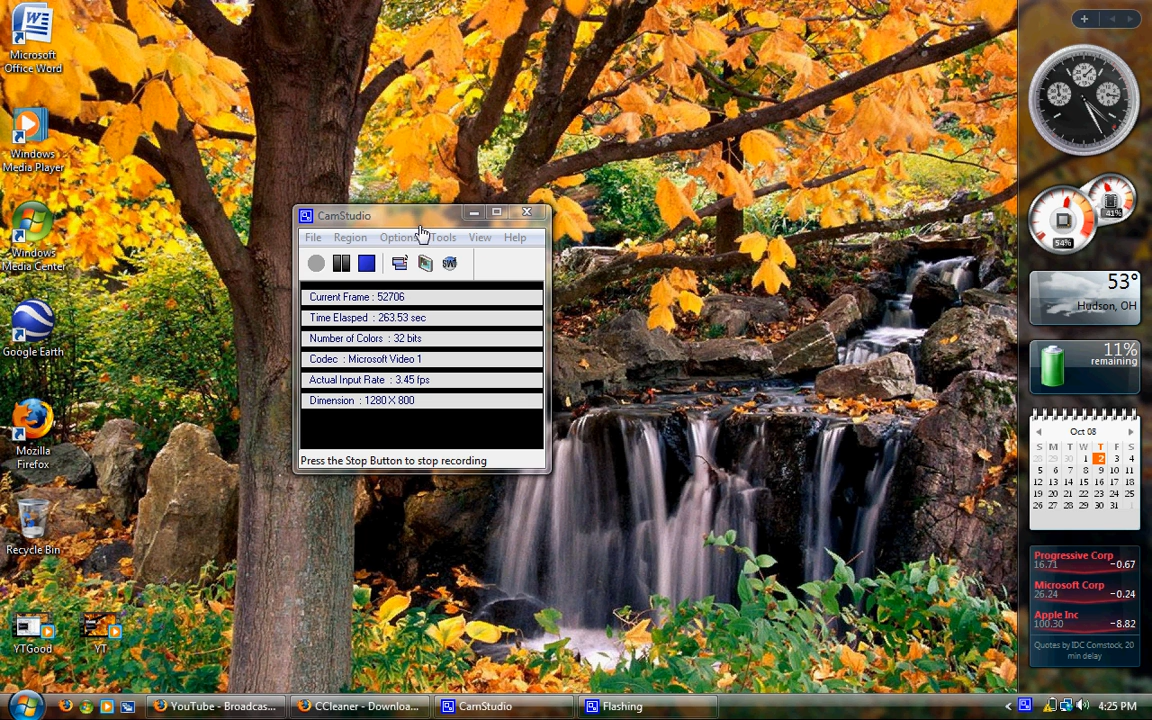 Microsoft
Office Word
Windows
Media Player
Windows
Media Center
Google Earth
Mozilla
Firefox
Recycle Bin
YTGood
YT
CamStudio
File Region Options Tools View Help
Current Frame : 52706
Time Elasped : 263.53 sec
Number of Colors : 32 bits
Codec : Microsoft Video 1
Actual Input Rate : 3.45 fps
Dimension : 1280 X 800
Press the Stop Button to stop recording
41%
54%
53°
Hudson, OH
11%
remaining
Oct 08
S M T W T F S
28 29 30 1 2 3 4
5 6 7 8 9 10 11
12 13 14 15 16 17 18
19 20 21 22 23 24 25
26 27 28 29 30 31 1
Progressive Corp
16.71 -0.67
Microsoft Corp
26.24 -0.24
Apple Inc
100.30 -8.82
Quotes by IDC Comstock, 20
min delay
YouTube - Broadcas...
CCleaner - Downloa...
CamStudio
Flashing
4:25 PM